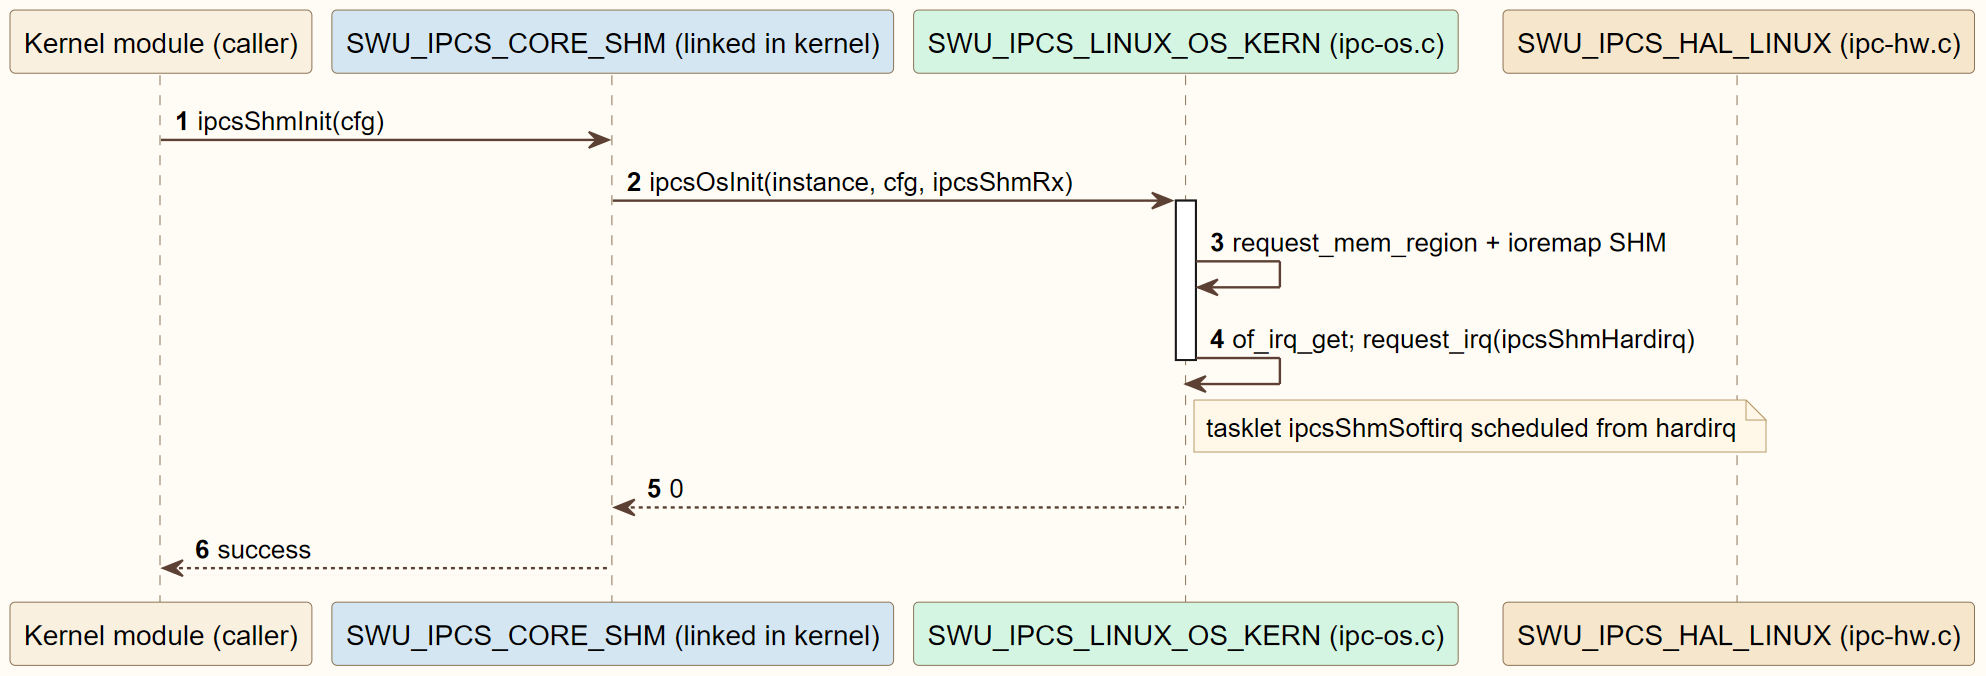 Kernel module (caller)
SWU_IPCS_CORE_SHM (linked in kernel)
SWU_IPCS_LINUX_OS_KERN (ipc-os.c)
SWU_IPCS_HAL_LINUX (ipc-hw.c)
1 ipcsShmInit(cfg)
2 ipcsOsInit(instance, cfg, ipcsShmRx)
3 request_mem_region + ioremap SHM
4 of_irq_get; request_irq(ipcsShmHardirq)
tasklet ipcsShmSoftirq scheduled from hardirq
5 0
6 success
Kernel module (caller)
SWU_IPCS_CORE_SHM (linked in kernel)
SWU_IPCS_LINUX_OS_KERN (ipc-os.c)
SWU_IPCS_HAL_LINUX (ipc-hw.c)